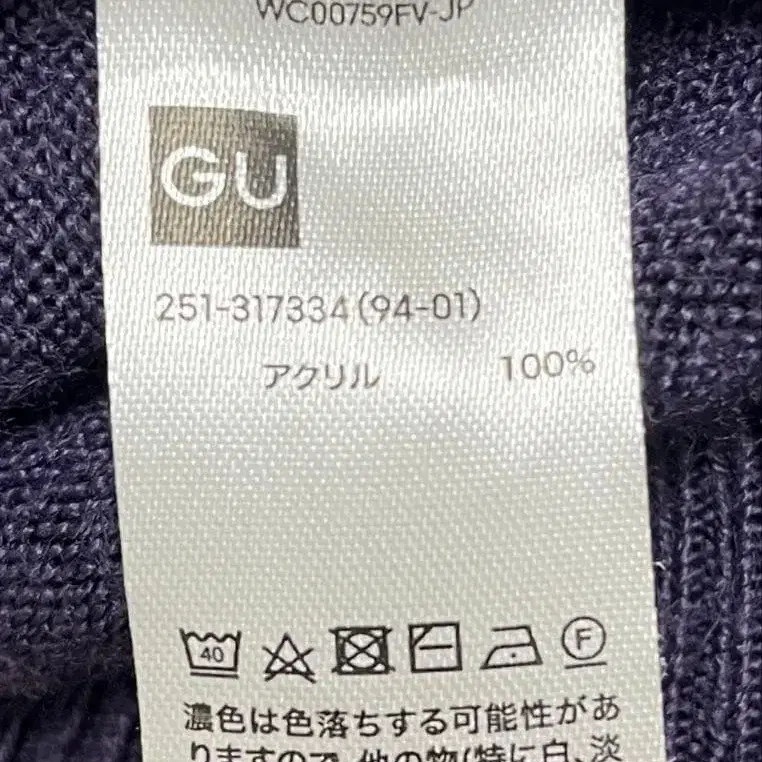 WC00759FV-JP
GU
251-317334(94-01)
アクリル 100%
40 F
濃色は色落ちする可能性があ
りますので、他の物(特に白、淡